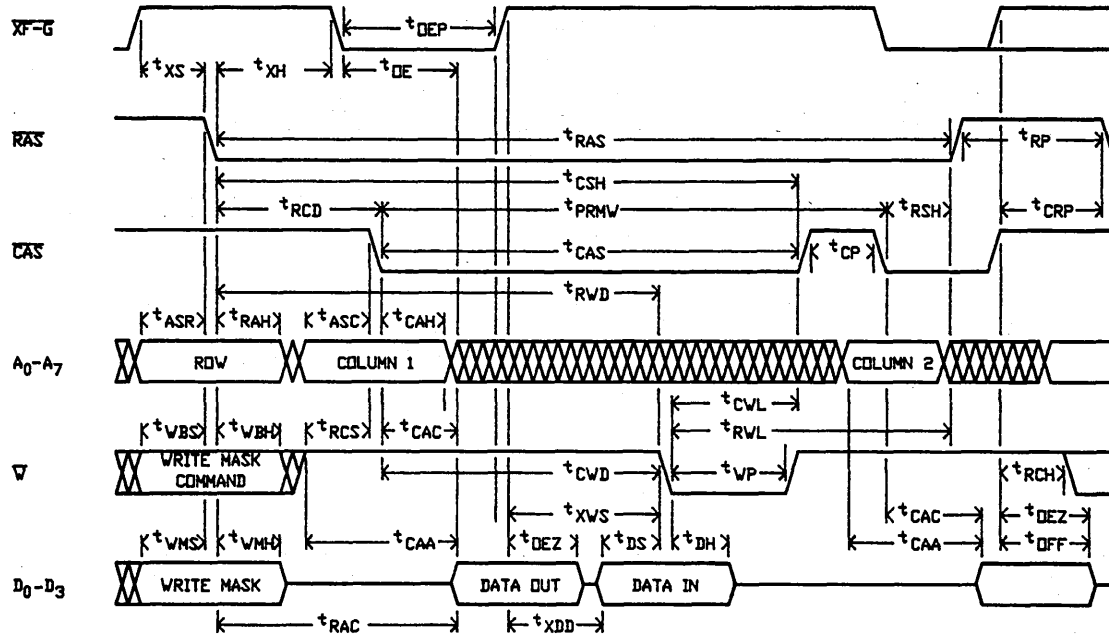 XF-G
tOEP
tXS
tXH
tOE
RAS
tRAS
tRP
tCSH
tRCD
tPRMW
tRSH
tCRP
CAS
tCAS
tCP
tRWD
tASR
tRAH
tASC
tCAH
A0-A7
ROW
COLUMN 1
COLUMN 2
tCWL
tWBS
tWBH
tRCS
tCAC
tRWL
W
WRITE MASK
COMMAND
tCWD
tWP
tRCH
tXWS
tCAC
tOEZ
tWMS
tWMH
tCAA
tOEZ
tDS
tDH
tCAA
tOFF
D0-D3
WRITE MASK
DATA OUT
DATA IN
tRAC
tXDD